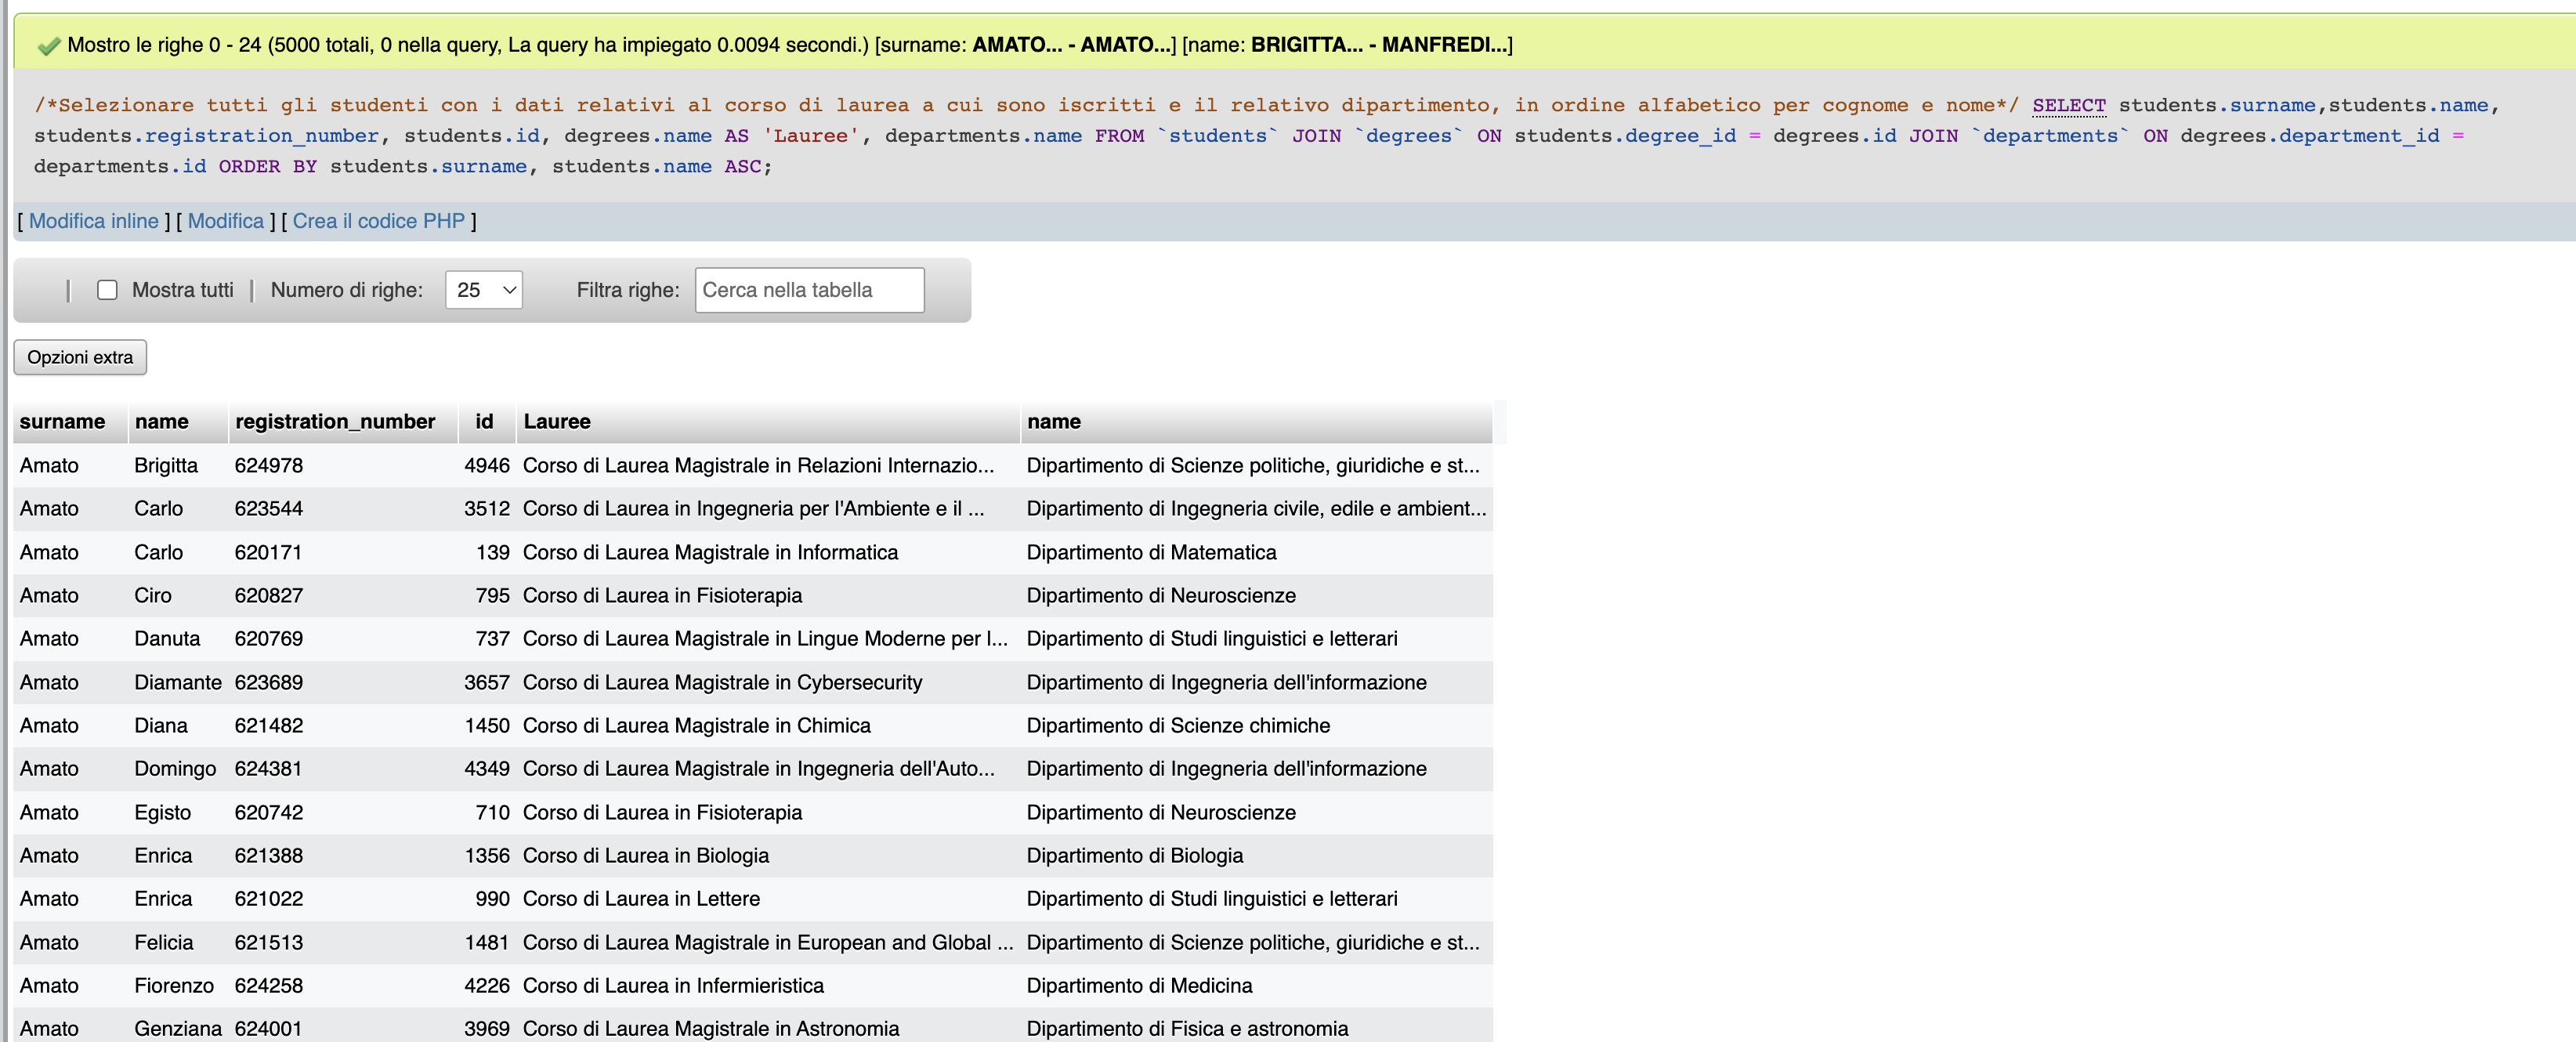 Mostro le righe 0 - 24 (5000 totali, 0 nella query, La query ha impiegato 0.0094 secondi.) [surname: AMATO... - AMATO...] [name: BRIGITTA... - MANFREDI...]
/*Selezionare tutti gli studenti con i dati relativi al corso di laurea a cui sono iscritti e il relativo dipartimento, in ordine alfabetico per cognome e nome*/ SELECT students.surname,students.name,
students.registration_number, students.id, degrees.name AS 'Lauree', departments.name FROM `students` JOIN `degrees` ON students.degree_id = degrees.id JOIN `departments` ON degrees.department_id =
departments.id ORDER BY students.surname, students.name ASC;
[ Modifica inline ] [ Modifica ] [ Crea il codice PHP ]
| Mostra tutti | Numero di righe: 25 Filtra righe: Cerca nella tabella
Opzioni extra
surname name registration_number id Lauree name
Amato Brigitta 624978 4946 Corso di Laurea Magistrale in Relazioni Internazio... Dipartimento di Scienze politiche, giuridiche e st...
Amato Carlo 623544 3512 Corso di Laurea in Ingegneria per l'Ambiente e il ... Dipartimento di Ingegneria civile, edile e ambient...
Amato Carlo 620171 139 Corso di Laurea Magistrale in Informatica Dipartimento di Matematica
Amato Ciro 620827 795 Corso di Laurea in Fisioterapia Dipartimento di Neuroscienze
Amato Danuta 620769 737 Corso di Laurea Magistrale in Lingue Moderne per l... Dipartimento di Studi linguistici e letterari
Amato Diamante 623689 3657 Corso di Laurea Magistrale in Cybersecurity Dipartimento di Ingegneria dell'informazione
Amato Diana 621482 1450 Corso di Laurea Magistrale in Chimica Dipartimento di Scienze chimiche
Amato Domingo 624381 4349 Corso di Laurea Magistrale in Ingegneria dell'Auto... Dipartimento di Ingegneria dell'informazione
Amato Egisto 620742 710 Corso di Laurea in Fisioterapia Dipartimento di Neuroscienze
Amato Enrica 621388 1356 Corso di Laurea in Biologia Dipartimento di Biologia
Amato Enrica 621022 990 Corso di Laurea in Lettere Dipartimento di Studi linguistici e letterari
Amato Felicia 621513 1481 Corso di Laurea Magistrale in European and Global ... Dipartimento di Scienze politiche, giuridiche e st...
Amato Fiorenzo 624258 4226 Corso di Laurea in Infermieristica Dipartimento di Medicina
Amato Genziana 624001 3969 Corso di Laurea Magistrale in Astronomia Dipartimento di Fisica e astronomia